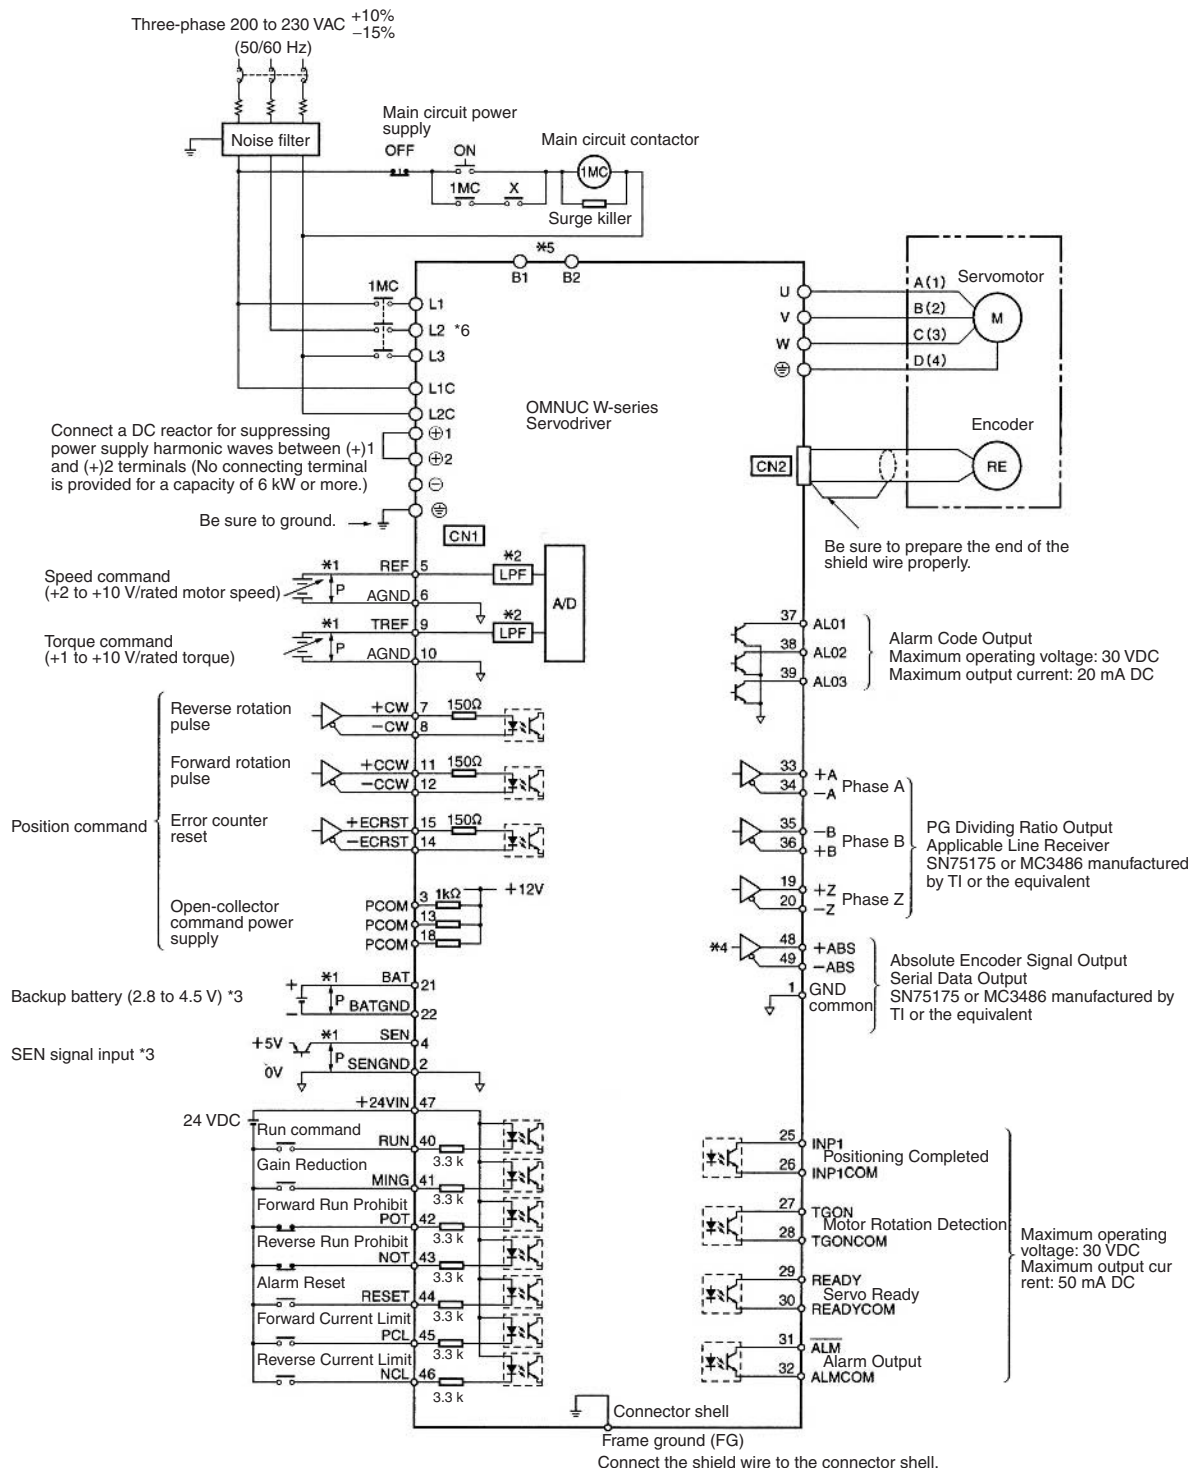 Three-phase 200 to 230 VAC +10%
−15%
(50/60 Hz)
Noise filter
Main circuit power
supply
OFF
ON
Main circuit contactor
1MC
1MC
X
Surge killer
*5
B1
B2
1MC
L1
L2 *6
L3
L1C
L2C
⊕1
⊕2
⊖
Connect a DC reactor for suppressing
power supply harmonic waves between (+)1
and (+)2 terminals (No connecting terminal
is provided for a capacity of 6 kW or more.)
Be sure to ground.
OMNUC W-series
Servodriver
U
V
W
A(1)
B(2)
C(3)
D(4)
Servomotor
M
Encoder
CN2
RE
Be sure to prepare the end of the
shield wire properly.
CN1
Speed command
(+2 to +10 V/rated motor speed)
*1
P
REF 5
AGND 6
*2
LPF
A/D
Torque command
(+1 to +10 V/rated torque)
*1
P
TREF 9
AGND 10
*2
LPF
Position command
Reverse rotation
pulse
+CW 7 150Ω
−CW 8
Forward rotation
pulse
+CCW 11 150Ω
−CCW 12
Error counter
reset
+ECRST 15 150Ω
−ECRST 14
Open-collector
command power
supply
+12V
PCOM 3 1kΩ
PCOM 13
PCOM 18
Backup battery (2.8 to 4.5 V) *3
+
−
*1
P
BAT 21
BATGND 22
SEN signal input *3
+5V
0V
*1
P
SEN 4
SENGND 2
24 VDC
+24VIN 47
Run command
RUN 40
3.3 k
Gain Reduction
MING 41
3.3 k
Forward Run Prohibit
POT 42
3.3 k
Reverse Run Prohibit
NOT 43
3.3 k
Alarm Reset
RESET 44
3.3 k
Forward Current Limit
PCL 45
3.3 k
Reverse Current Limit
NCL 46
3.3 k
37 AL01
38 AL02
39 AL03
Alarm Code Output
Maximum operating voltage: 30 VDC
Maximum output current: 20 mA DC
33 +A
34 −A
Phase A
35 −B
36 +B
Phase B
19 +Z
20 −Z
Phase Z
PG Dividing Ratio Output
Applicable Line Receiver
SN75175 or MC3486 manufactured
by TI or the equivalent
*4
48 +ABS
49 −ABS
1 GND
common
Absolute Encoder Signal Output
Serial Data Output
SN75175 or MC3486 manufactured by
TI or the equivalent
25 INP1
Positioning Completed
26 INP1COM
27 TGON
Motor Rotation Detection
28 TGONCOM
29 READY
Servo Ready
30 READYCOM
31 ALM
Alarm Output
32 ALMCOM
Maximum operating
voltage: 30 VDC
Maximum output cur
rent: 50 mA DC
Connector shell
Frame ground (FG)
Connect the shield wire to the connector shell.